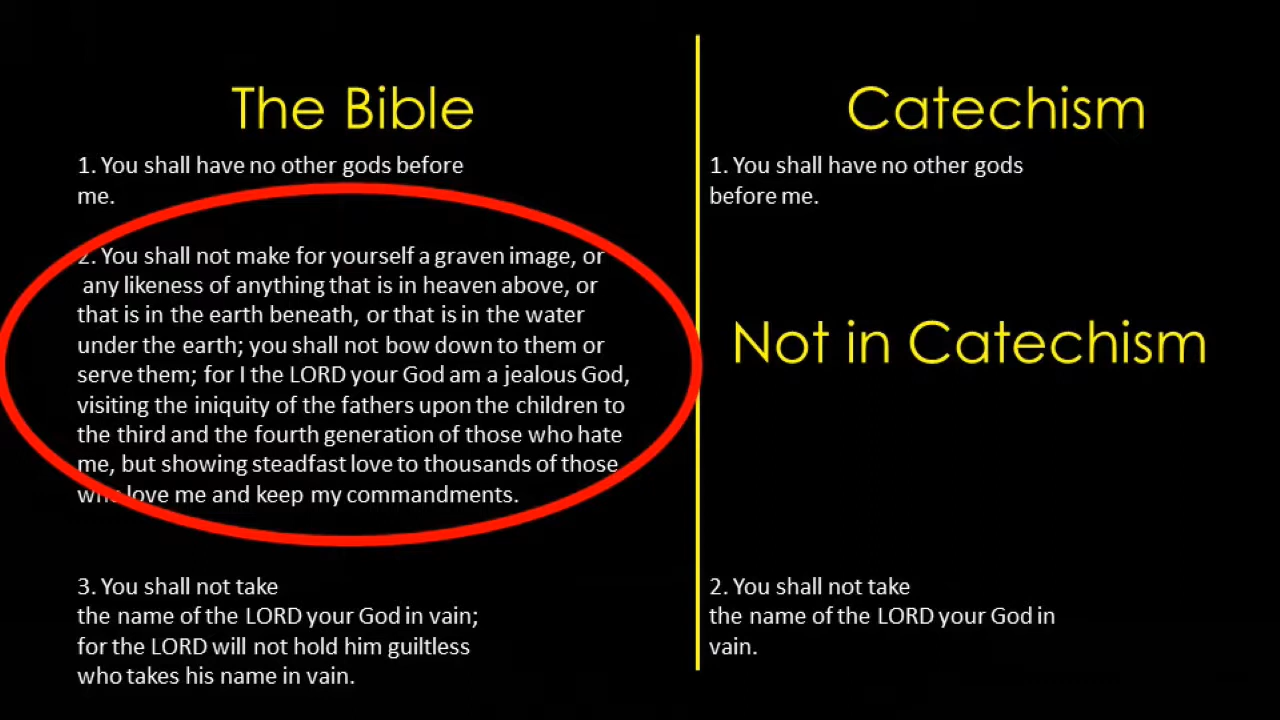 The Bible
1. You shall have no other gods before
me.
2. You shall not make for yourself a graven image, or
any likeness of anything that is in heaven above, or
that is in the earth beneath, or that is in the water
under the earth; you shall not bow down to them or
serve them; for I the LORD your God am a jealous God,
visiting the iniquity of the fathers upon the children to
the third and the fourth generation of those who hate
me, but showing steadfast love to thousands of those
who love me and keep my commandments.
3. You shall not take
the name of the LORD your God in vain;
for the LORD will not hold him guiltless
who takes his name in vain.
Catechism
1. You shall have no other gods
before me.
Not in Catechism
2. You shall not take
the name of the LORD your God in
vain.